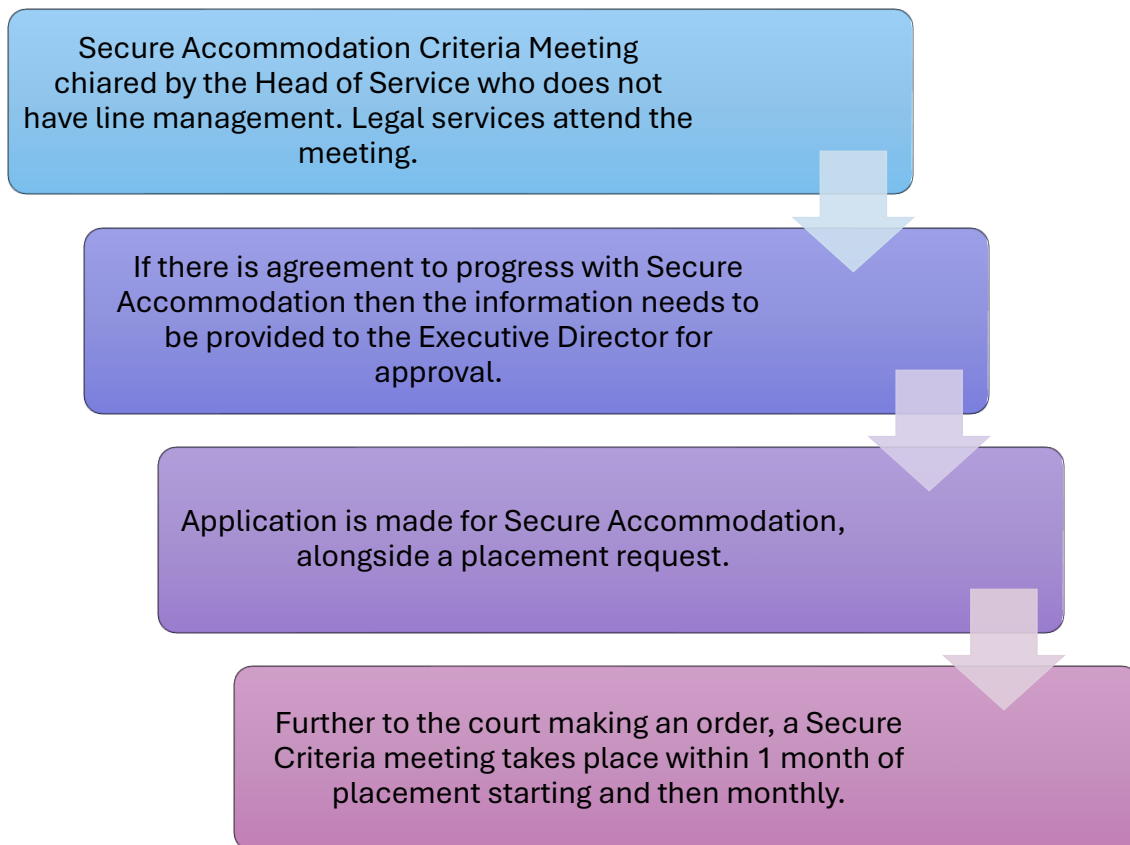 Secure Accommodation Criteria Meeting
chiared by the Head of Service who does not
have line management. Legal services attend the
meeting.
If there is agreement to progress with Secure
Accommodation then the information needs to
be provided to the Executive Director for
approval.
Application is made for Secure Accommodation,
alongside a placement request.
Further to the court making an order, a Secure
Criteria meeting takes place within 1 month of
placement starting and then monthly.